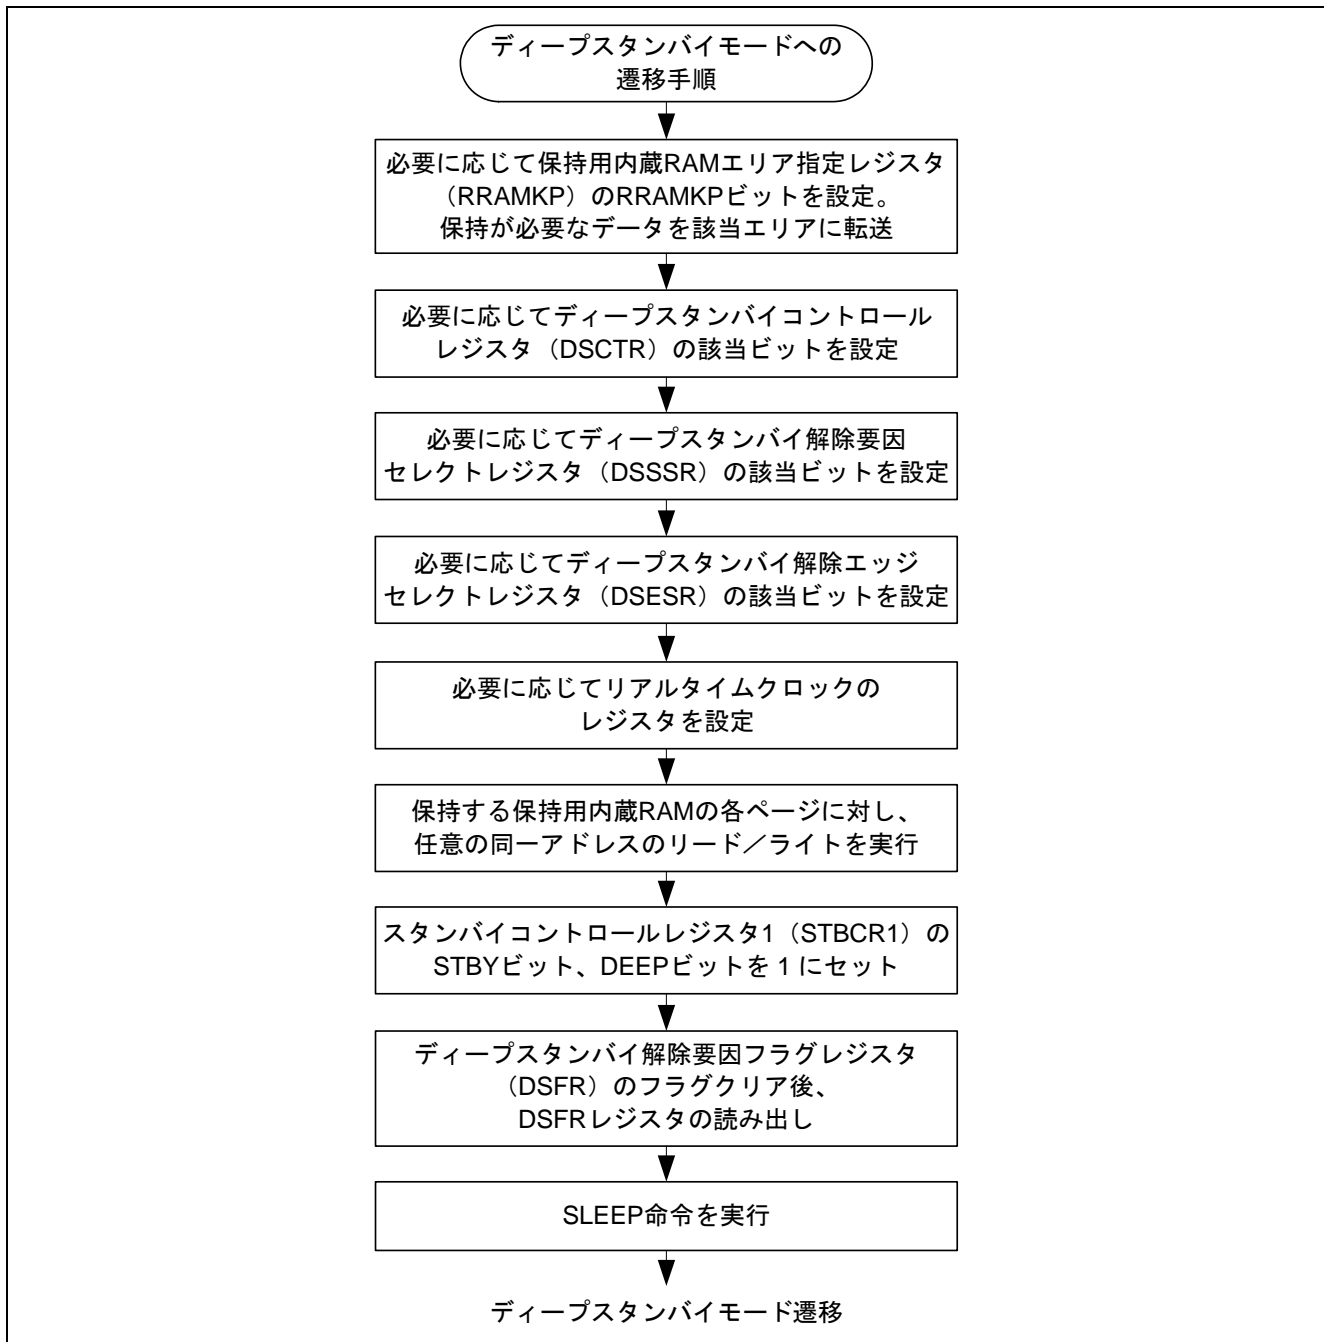 ディープスタンバイモードへの
遷移手順
必要に応じて保持用内蔵RAMエリア指定レジスタ
（RRAMKP）のRRAMKPビットを設定。
保持が必要なデータを該当エリアに転送
必要に応じてディープスタンバイコントロール
レジスタ（DSCTR）の該当ビットを設定
必要に応じてディープスタンバイ解除要因
セレクトレジスタ（DSSSR）の該当ビットを設定
必要に応じてディープスタンバイ解除エッジ
セレクトレジスタ（DSESR）の該当ビットを設定
必要に応じてリアルタイムクロックの
レジスタを設定
保持する保持用内蔵RAMの各ページに対し、
任意の同一アドレスのリード／ライトを実行
スタンバイコントロールレジスタ1（STBCR1）の
STBYビット、DEEPビットを１にセット
ディープスタンバイ解除要因フラグレジスタ
（DSFR）のフラグクリア後、
DSFRレジスタの読み出し
SLEEP命令を実行
ディープスタンバイモード遷移